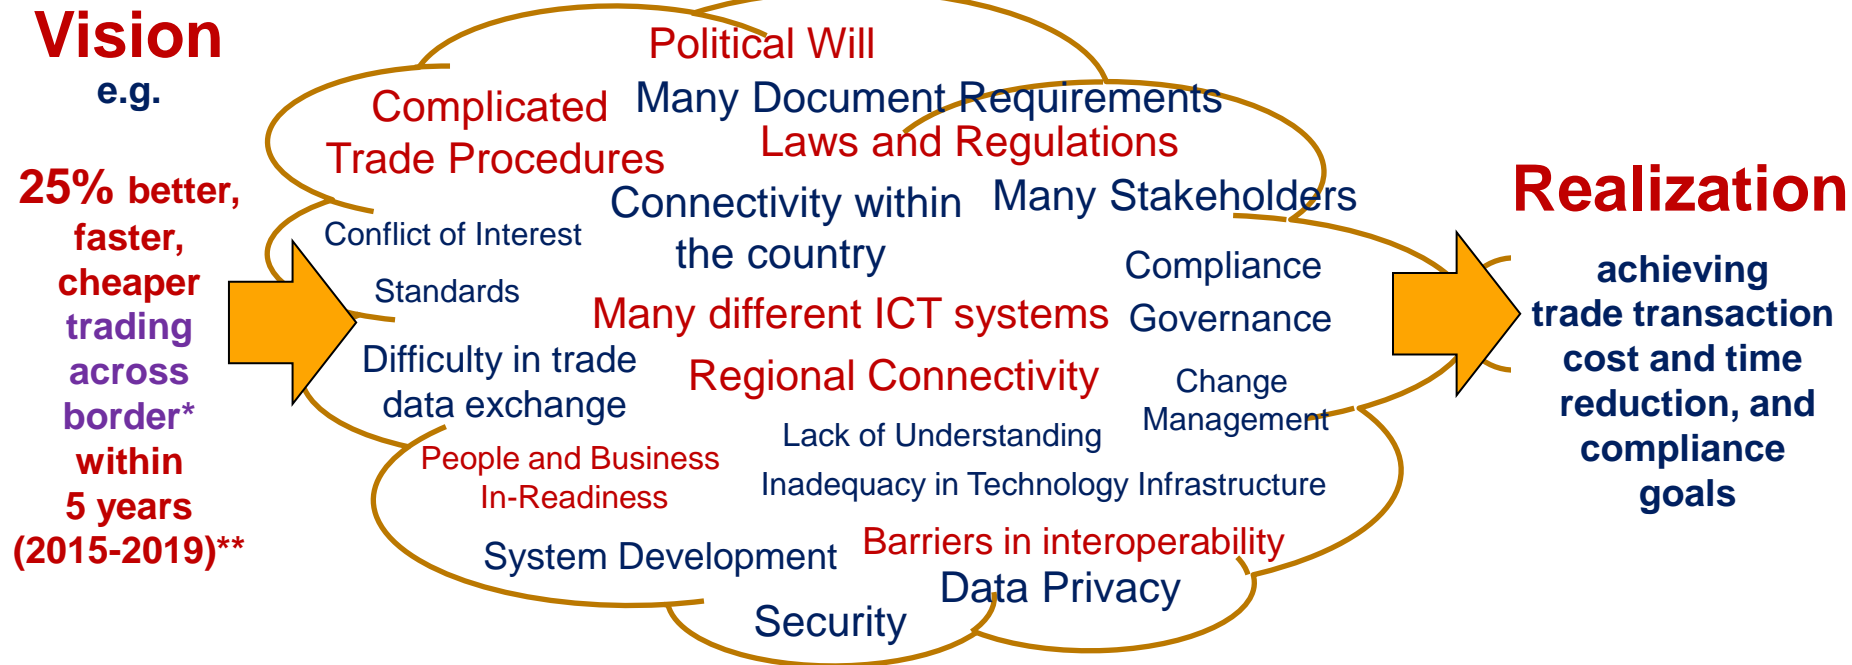 Vision
e.g.
25% better,
faster,
cheaper
trading
across
border*
within
5 years
(2015-2019)**
Political Will
Many Document Requirements
Complicated
Trade Procedures
Laws and Regulations
Connectivity within
the country
Many Stakeholders
Conflict of Interest
Standards
Compliance
Many different ICT systems
Governance
Difficulty in trade
data exchange
Regional Connectivity
Change
Management
Lack of Understanding
People and Business
In-Readiness
Inadequacy in Technology Infrastructure
System Development
Barriers in interoperability
Data Privacy
Security
Realization
achieving
trade transaction
cost and time
reduction, and
compliance
goals